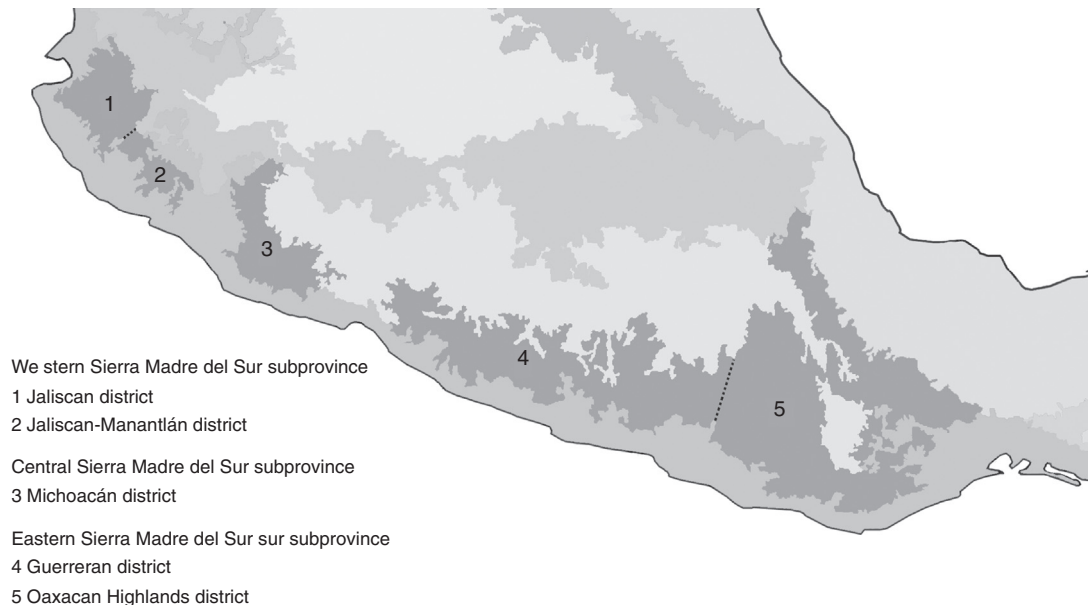 1
2
3
4
5
We stern Sierra Madre del Sur subprovince
1 Jaliscan district
2 Jaliscan-Manantlán district
Central Sierra Madre del Sur subprovince
3 Michoacán district
Eastern Sierra Madre del Sur sur subprovince
4 Guerreran district
5 Oaxacan Highlands district